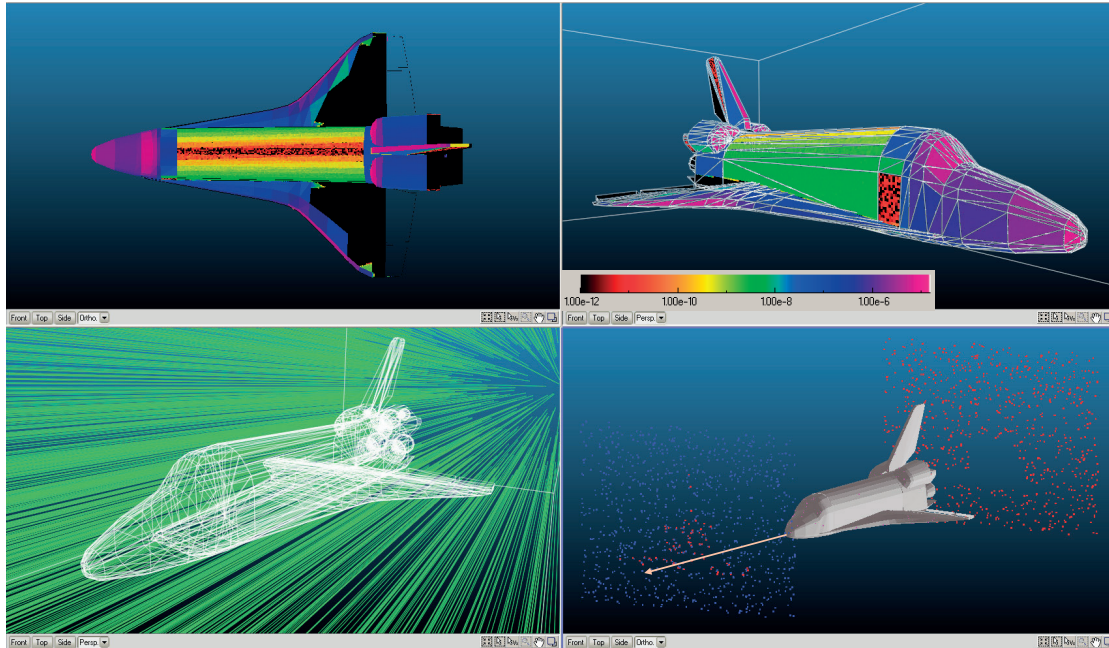 1.00e-12 1.00e-10 1.00e-8 1.00e-6
Front Top Side Ortho.
Front Top Side Persp.
Front Top Side Persp.
Front Top Side Ortho.